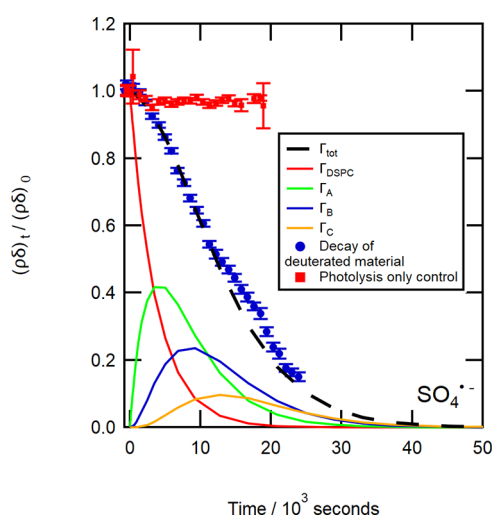 1.2
1.0
0.8
0.6
0.4
0.2
0.0
(ρδ)t / (ρδ)0
Γtot
ΓDSPC
ΓA
ΓB
ΓC
Decay of
deuterated material
Photolysis only control
SO4•-
0 10 20 30 40 50
Time / 10³ seconds